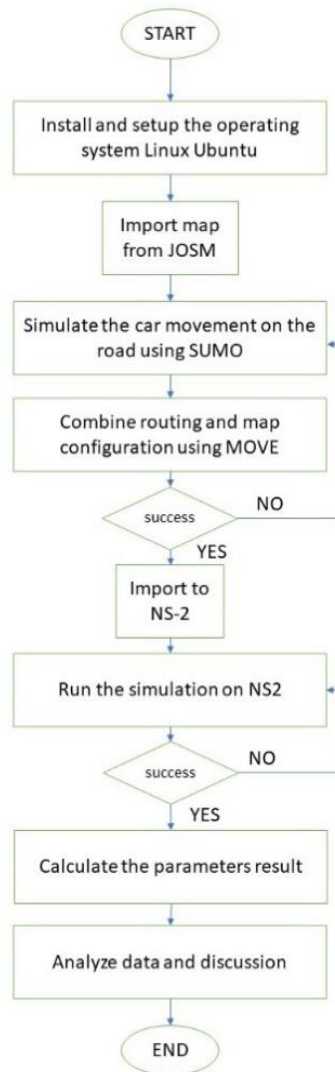 START
Install and setup the operating
system Linux Ubuntu
Import map
from JOSM
Simulate the car movement on the
road using SUMO
Combine routing and map
configuration using MOVE
success
NO
YES
Import to
NS-2
Run the simulation on NS2
success
NO
YES
Calculate the parameters result
Analyze data and discussion
END